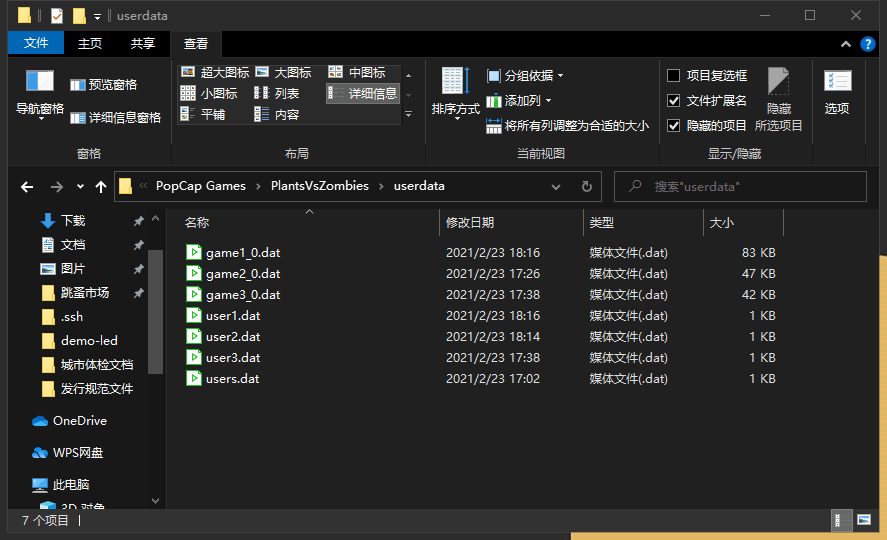 userdata
文件 主页 共享 查看
导航窗格 预览窗格 详细信息窗格
窗格
超大图标 大图标 中图标
小图标 列表 详细信息
平铺 内容
布局
排序方式 分组依据
添加列
将所有列调整为合适的大小
当前视图
项目复选框
文件扩展名
隐藏的项目
隐藏
所选项目
显示/隐藏
选项
« PopCap Games > PlantsVsZombies > userdata
搜索"userdata"
下载
文档
图片
跳蚤市场
.ssh
demo-led
城市体检文档
发行规范文件
OneDrive
WPS网盘
此电脑
3D 对象
名称 修改日期 类型 大小
game1_0.dat 2021/2/23 18:16 媒体文件(.dat) 83 KB
game2_0.dat 2021/2/23 17:26 媒体文件(.dat) 47 KB
game3_0.dat 2021/2/23 17:38 媒体文件(.dat) 42 KB
user1.dat 2021/2/23 18:16 媒体文件(.dat) 1 KB
user2.dat 2021/2/23 18:14 媒体文件(.dat) 1 KB
user3.dat 2021/2/23 17:38 媒体文件(.dat) 1 KB
users.dat 2021/2/23 17:02 媒体文件(.dat) 1 KB
7 个项目